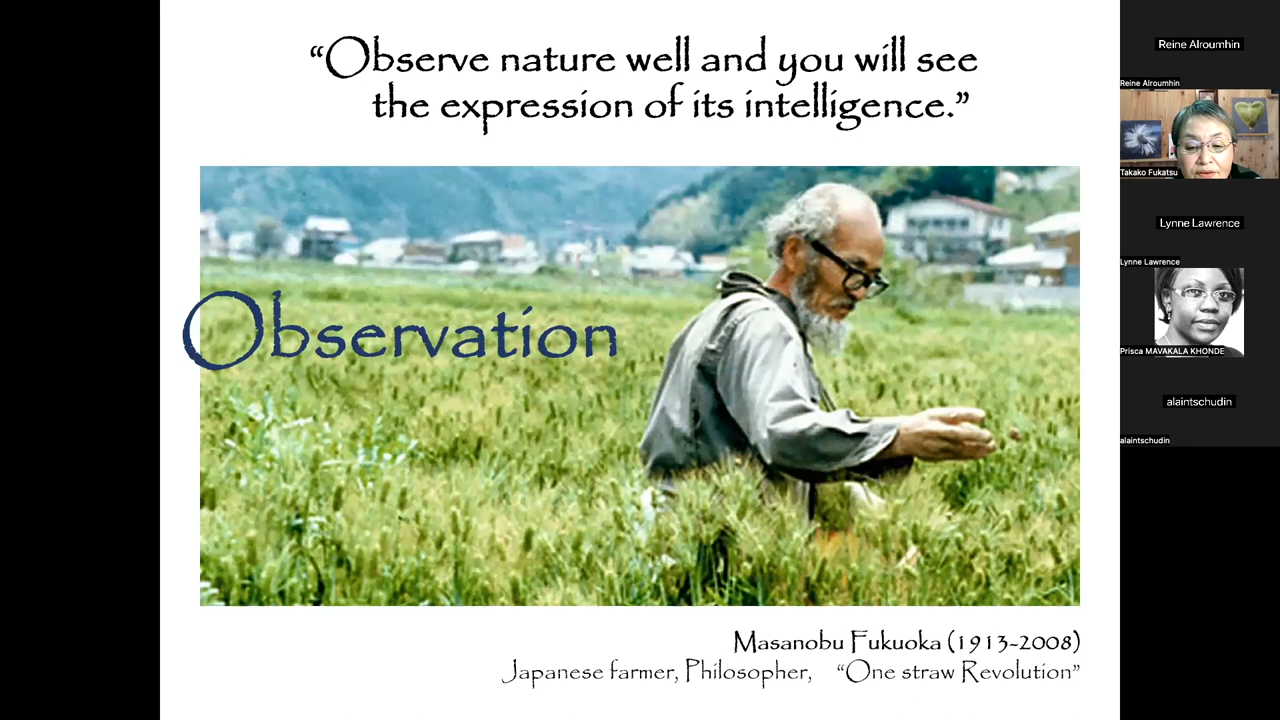 “Observe nature well and you will see
the expression of its intelligence.”
Observation
Masanobu Fukuoka (1913-2008)
Japanese farmer, Philosopher, “One straw Revolution”
Reine Alroumhin
Reine Alroumhin
Takako Fukatsu
Lynne Lawrence
Lynne Lawrence
Prisca MAVAKALA KHONDE
alaintschudin
alaintschudin